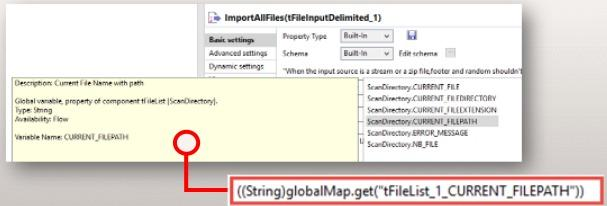 ImportAllFiles(tFileInputDelimited_1)
Basic settings
Advanced settings
Dynamic settings
Property Type Built-In
Schema Built-In Edit schema
"When the input source is a stream or a zip file,footer and random shouldn't
Description: Current File Name with path
Global variable, property of component tFileList [ScanDirectory].
Type: String
Availability: Flow
Variable Name: CURRENT_FILEPATH
ScanDirectory.CURRENT_FILE
ScanDirectory.CURRENT_FILEDIRECTORY
ScanDirectory.CURRENT_FILEEXTENSION
ScanDirectory.CURRENT_FILEPATH
ScanDirectory.ERROR_MESSAGE
ScanDirectory.NB_FILE
((String)globalMap.get("tFileList_1_CURRENT_FILEPATH"))